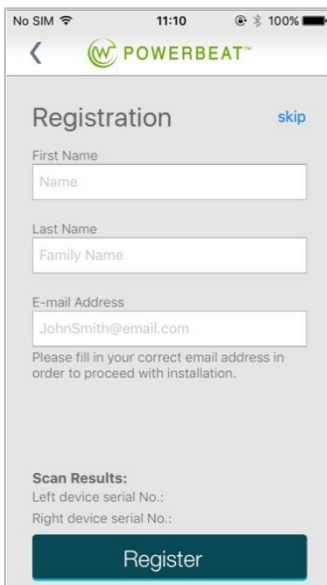 No SIM 11:10 100%
POWERBEAT™
Registration skip
First Name
Name
Last Name
Family Name
E-mail Address
JohnSmith@email.com
Please fill in your correct email address in
order to proceed with installation.
Scan Results:
Left device serial No.:
Right device serial No.:
Register